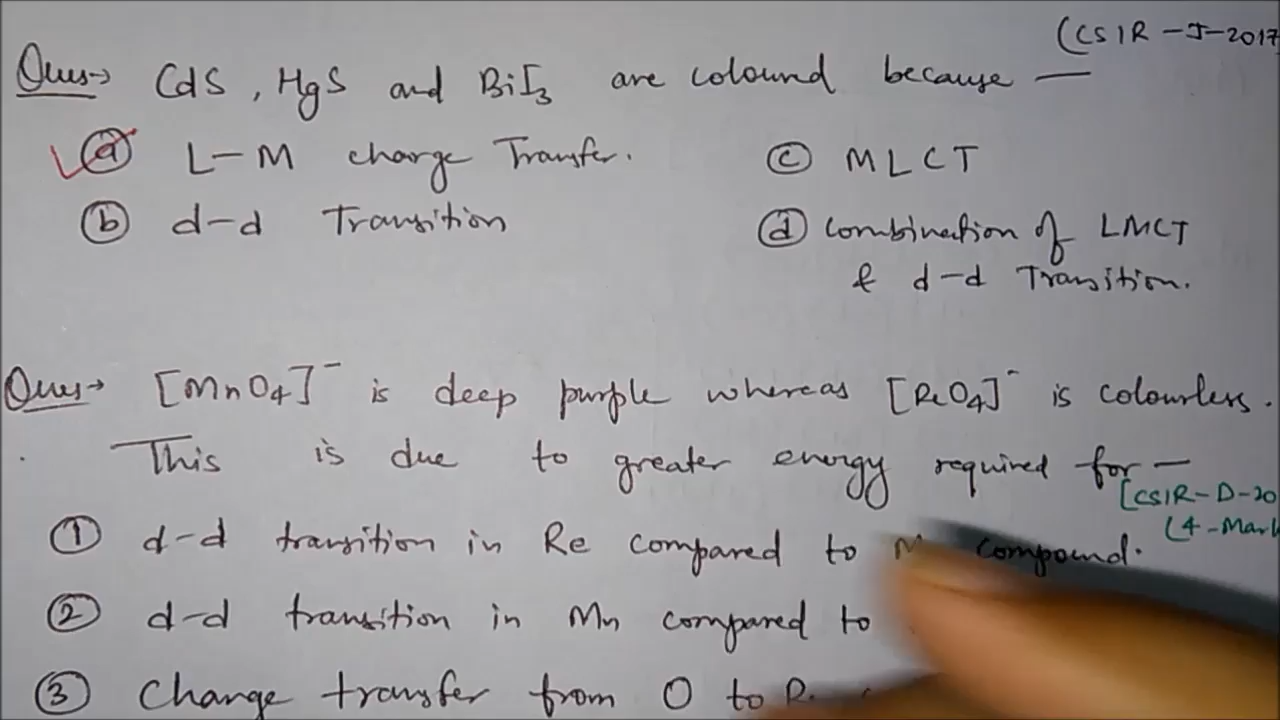 (CSIR-J-2017
Ques→ CdS, HgS and BiI3 are colound because —
(a) L-M charge Transfer.
(c) MLCT
(b) d-d Transition
(d) Combination of LMCT
& d-d Transition.
Ques→ [MnO4]⁻ is deep purple whereas [ReO4]⁻ is colourless.
This is due to greater energy required for —
[CSIR-D-20
(4-Mark
(1) d-d transition in Re compared to compound.
(2) d-d transition in Mn compared to
(3) Change transfer from O to